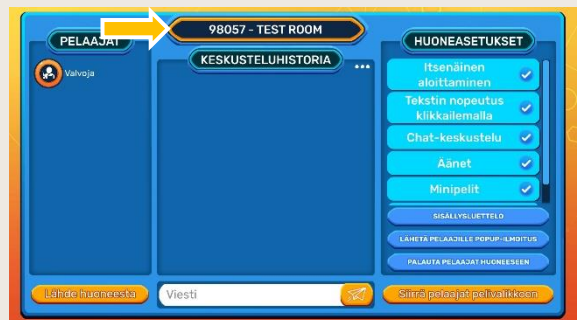 98057 - TEST ROOM
PELAAJAT
Valvoja
KESKUSTELUHISTORIA
HUONEASETUKSET
Itsenäinen
aloittaminen
Tekstin nopeutus
klikkailemalla
Chat-keskustelu
Äänet
Minipelit
SISÄLLYSLUETTELO
LÄHETÄ PELAAJILLE POPUP-ILMOITUS
PALAUTA PELAAJAT HUONEESEEN
Lähde huoneesta
Viesti
Siirrä pelaajat pelivalikkoon